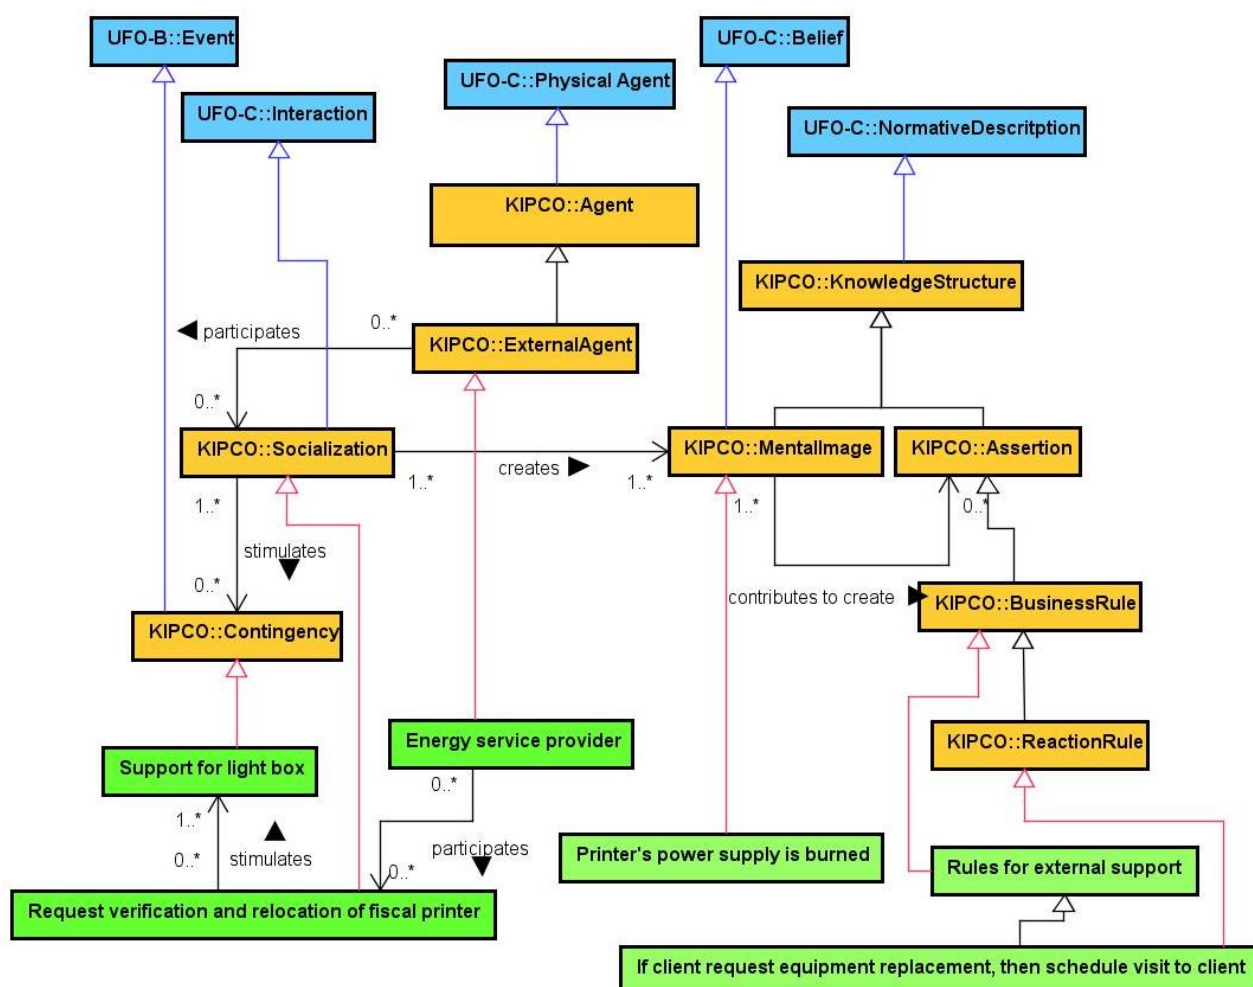 UFO-B::Event
UFO-C::Belief
UFO-C::Physical Agent
UFO-C::Interaction
UFO-C::NormativeDescritption
KIPCO::Agent
KIPCO::KnowledgeStructure
participates
0..*
KIPCO::ExternalAgent
0..*
KIPCO::Socialization
KIPCO::MentalImage
KIPCO::Assertion
creates
1..*
1..*
1..*
1..*
0..*
stimulates
0..*
contributes to create
KIPCO::BusinessRule
KIPCO::Contingency
Energy service provider
KIPCO::ReactionRule
Support for light box
0..*
1..*
0..*
stimulates
participates
0..*
Printer's power supply is burned
Rules for external support
Request verification and relocation of fiscal printer
If client request equipment replacement, then schedule visit to client